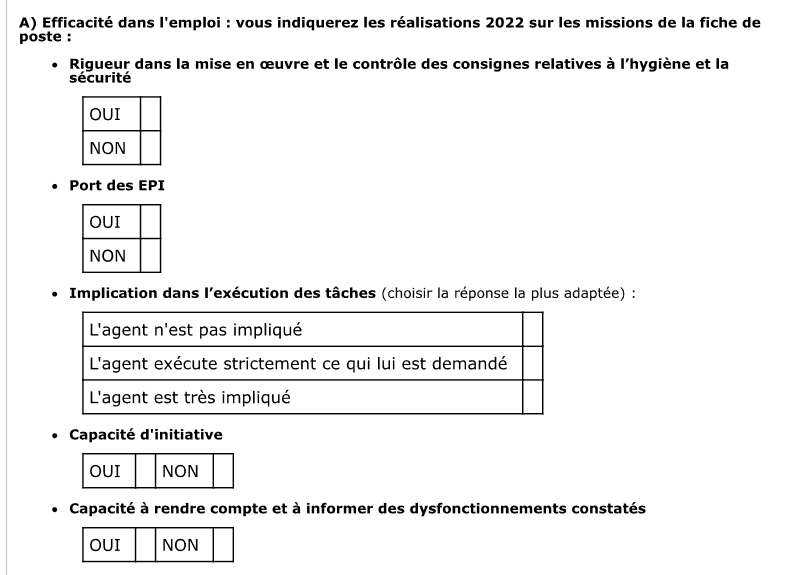 A) Efficacité dans l'emploi : vous indiquerez les réalisations 2022 sur les missions de la fiche de
poste :
• Rigueur dans la mise en œuvre et le contrôle des consignes relatives à l’hygiène et la
sécurité
OUI
NON
• Port des EPI
OUI
NON
• Implication dans l’exécution des tâches (choisir la réponse la plus adaptée) :
L'agent n'est pas impliqué
L'agent exécute strictement ce qui lui est demandé
L'agent est très impliqué
• Capacité d'initiative
OUI NON
• Capacité à rendre compte et à informer des dysfonctionnements constatés
OUI NON